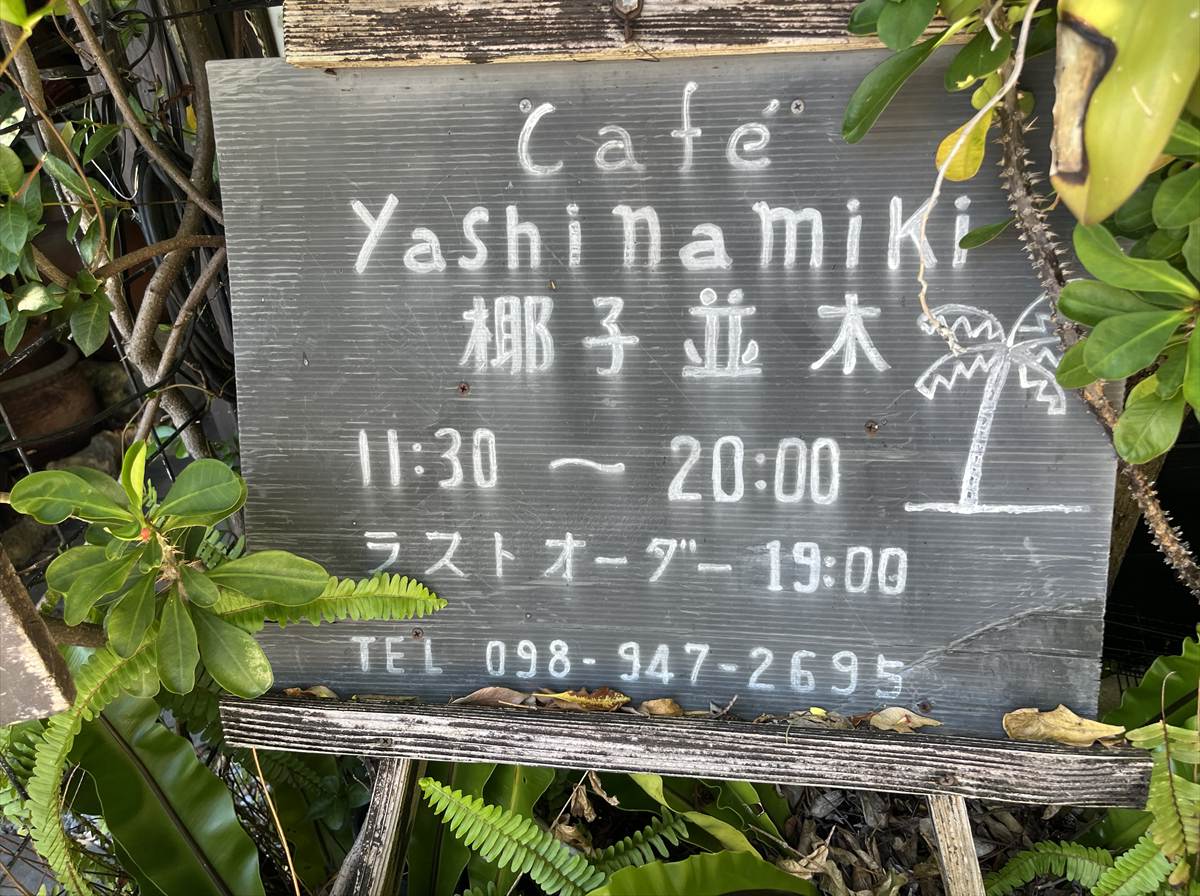 Café
Yashinamiki
椰子並木
11:30 〜 20:00
ラストオーダー 19:00
TEL 098-947-2695